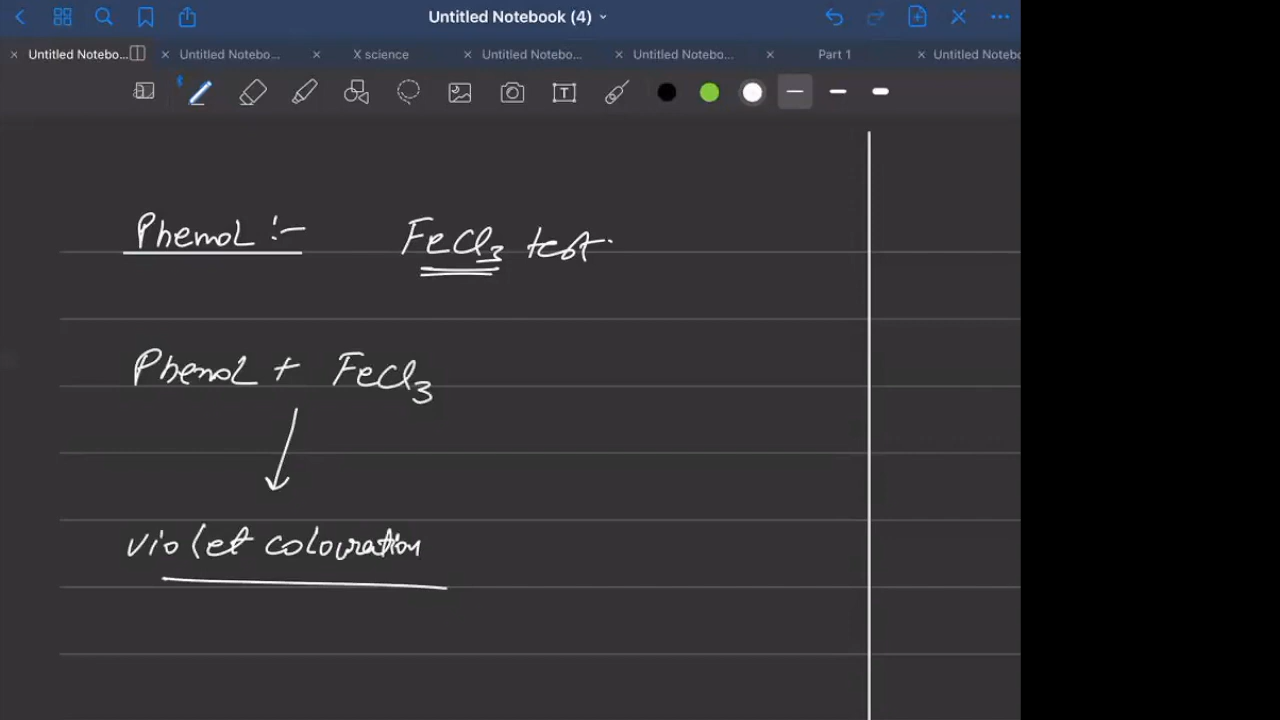 Untitled Notebook (4)
Untitled Notebo... Untitled Notebo... X science Untitled Notebo... Untitled Notebo... Part 1 Untitled Notebo
T
Phenol :- FeCl3 test
Phenol + FeCl3
violet colouration